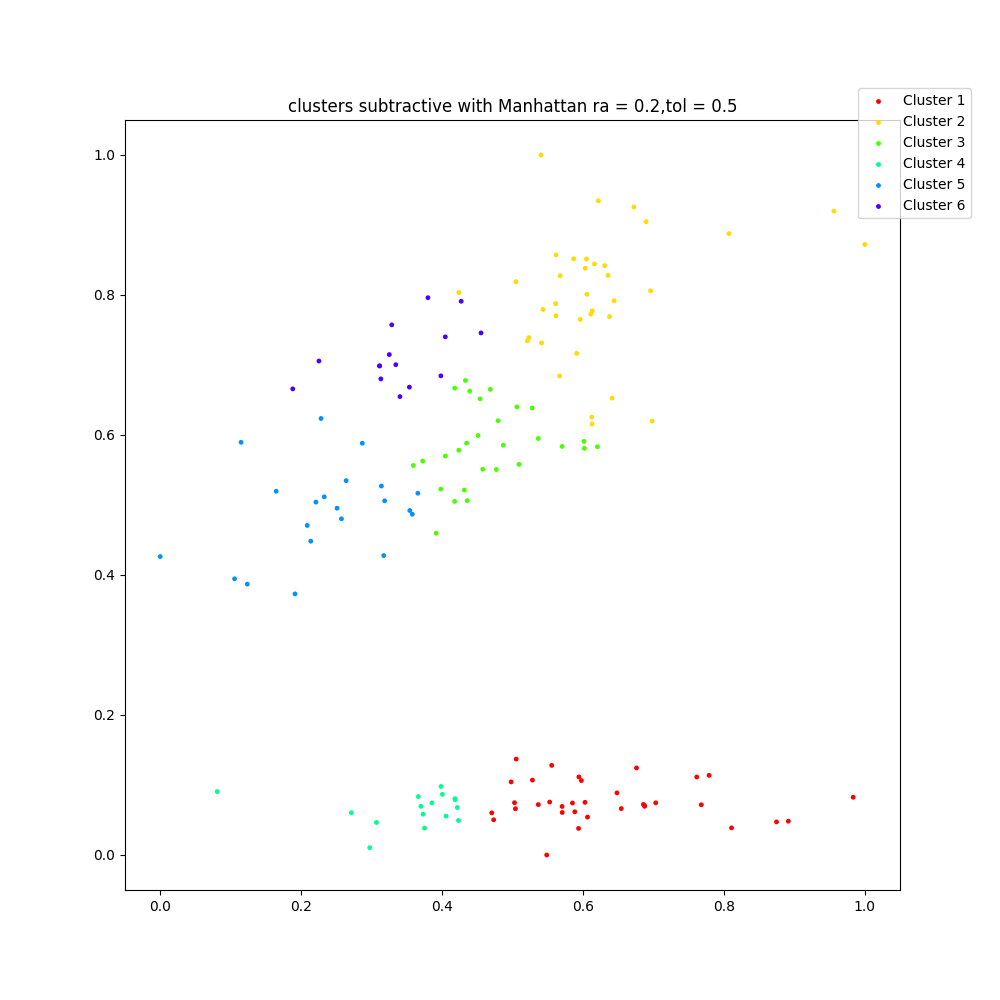 clusters subtractive with Manhattan ra = 0.2,tol = 0.5
Cluster 1
Cluster 2
Cluster 3
Cluster 4
Cluster 5
Cluster 6
1.0
0.8
0.6
0.4
0.2
0.0
0.0 0.2 0.4 0.6 0.8 1.0